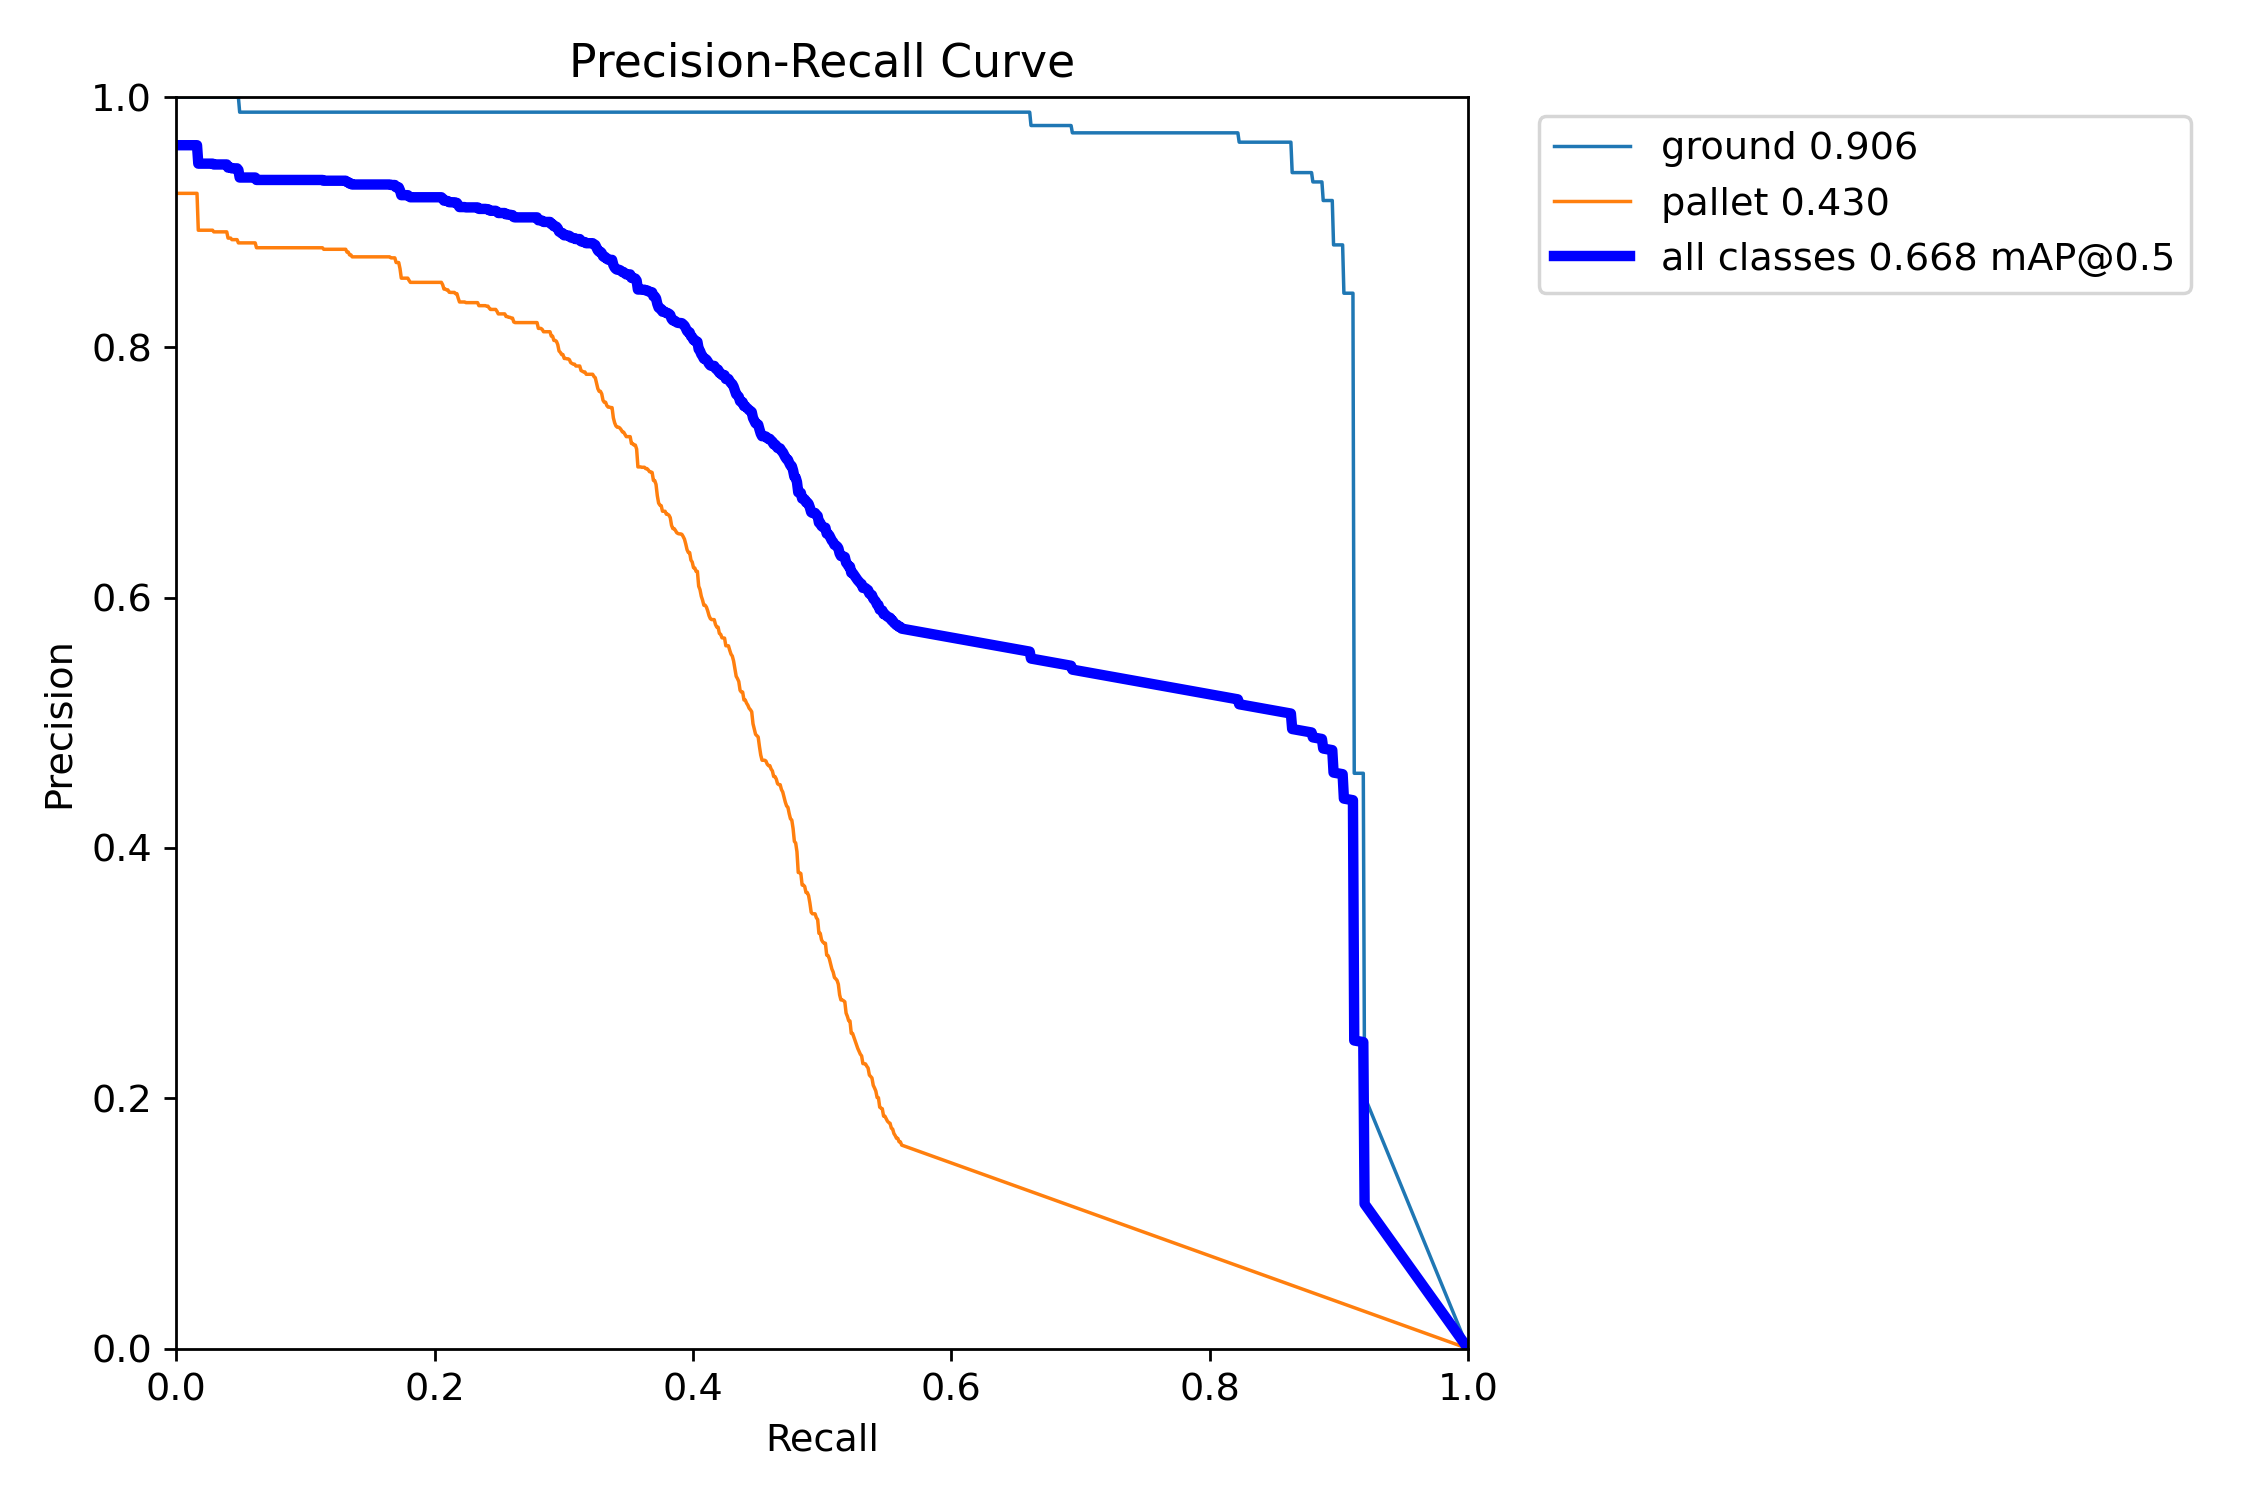 Precision-Recall Curve
1.0
0.8
0.6
0.4
0.2
0.0
Precision
0.0 0.2 0.4 0.6 0.8 1.0
Recall
ground 0.906
pallet 0.430
all classes 0.668 mAP@0.5